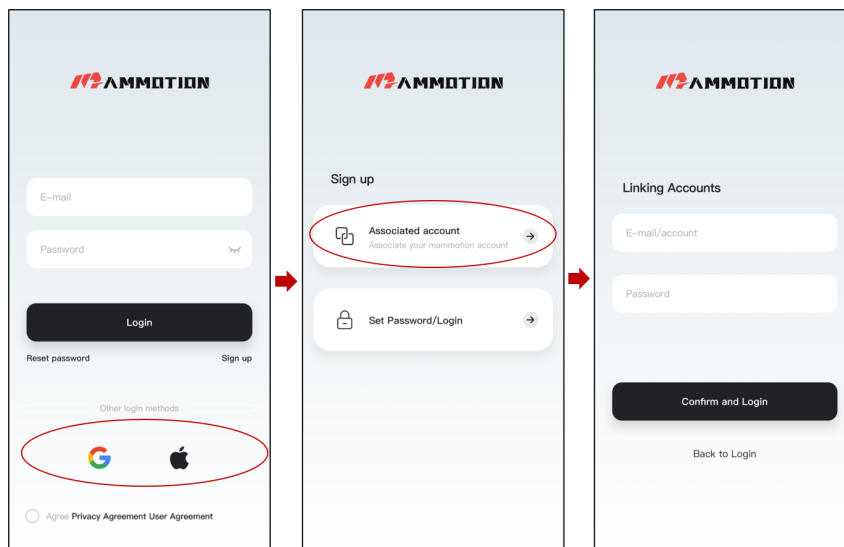 MAMMOTION
E-mail
Password
Login
Reset password
Sign up
Other login methods
Agree Privacy Agreement User Agreement
MAMMOTION
Sign up
Associated account
Associate your mammotion account
Set Password/Login
MAMMOTION
Linking Accounts
E-mail/account
Password
Confirm and Login
Back to Login